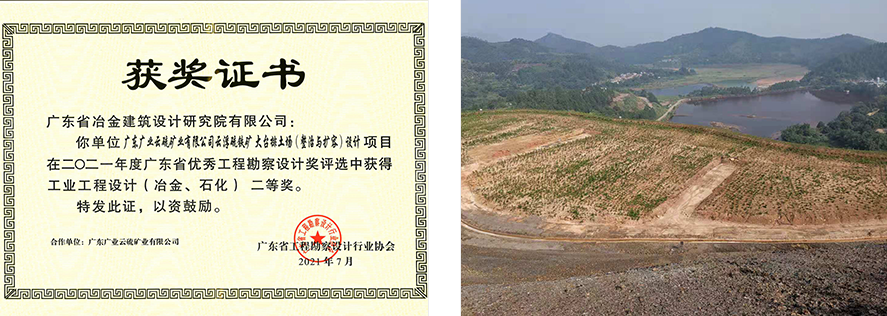 获奖证书
广东省冶金建筑设计研究院有限公司：
你单位广东广业云硫矿业有限公司云浮硫铁矿大台排土场（整治与扩容）设计项目
在二〇二一年度广东省优秀工程勘察设计奖评选中获得
工业工程设计（冶金、石化）二等奖。
特发此证，以资鼓励。
合作单位：广东广业云硫矿业有限公司
广东省工程勘察设计行业协会
2021年7月